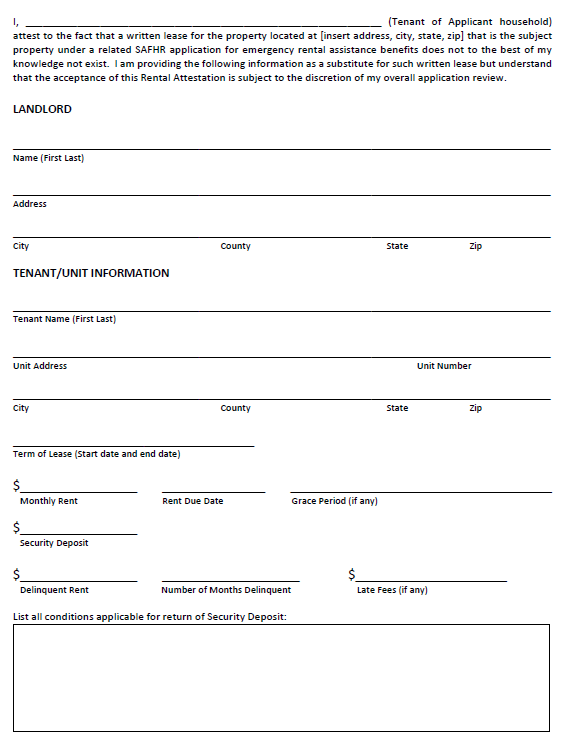 I, ______________________________________________________________ (Tenant of Applicant household)
attest to the fact that a written lease for the property located at [insert address, city, state, zip] that is the subject
property under a related SAFHR application for emergency rental assistance benefits does not to the best of my
knowledge not exist. I am providing the following information as a substitute for such written lease but understand
that the acceptance of this Rental Attestation is subject to the discretion of my overall application review.
LANDLORD
Name (First Last)
Address
City County State Zip
TENANT/UNIT INFORMATION
Tenant Name (First Last)
Unit Address Unit Number
City County State Zip
Term of Lease (Start date and end date)
$
Monthly Rent Rent Due Date Grace Period (if any)
$
Security Deposit
$ $
Delinquent Rent Number of Months Delinquent Late Fees (if any)
List all conditions applicable for return of Security Deposit: